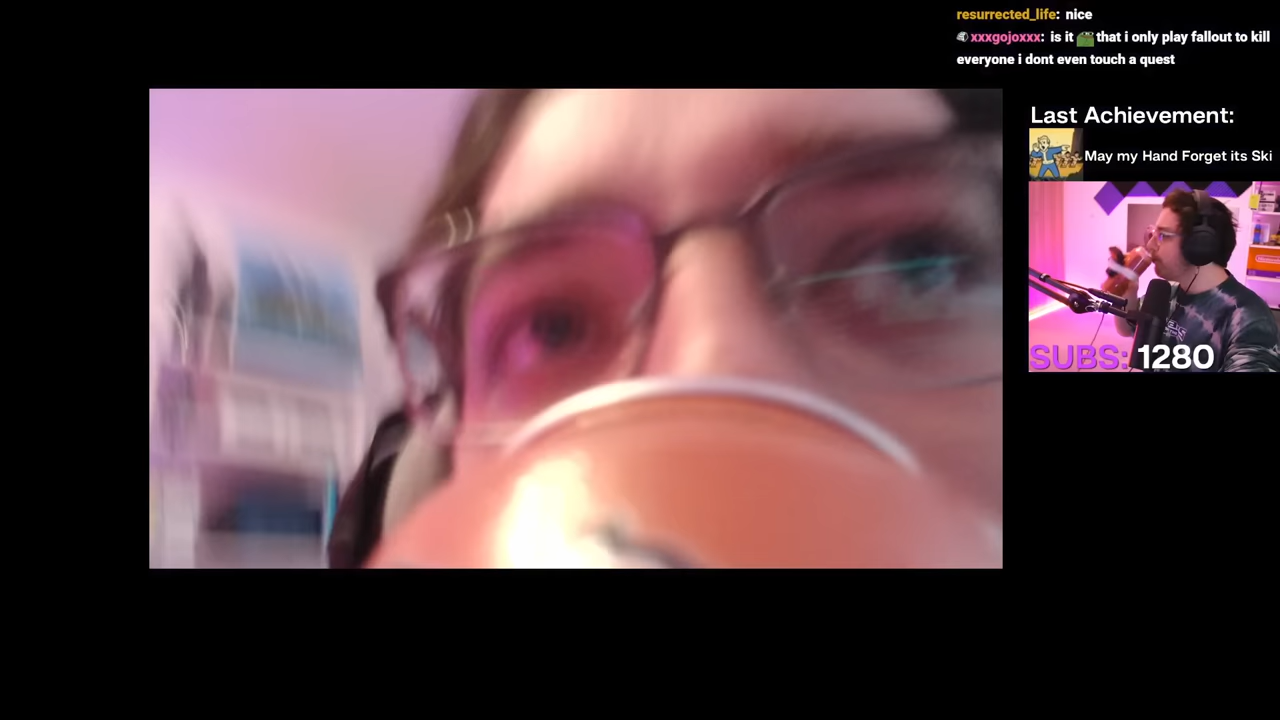 resurrected_life: nice
xxxgojoxxx: is it that i only play fallout to kill
everyone i dont even touch a quest
Last Achievement:
May my Hand Forget its Ski
SUBS: 1280